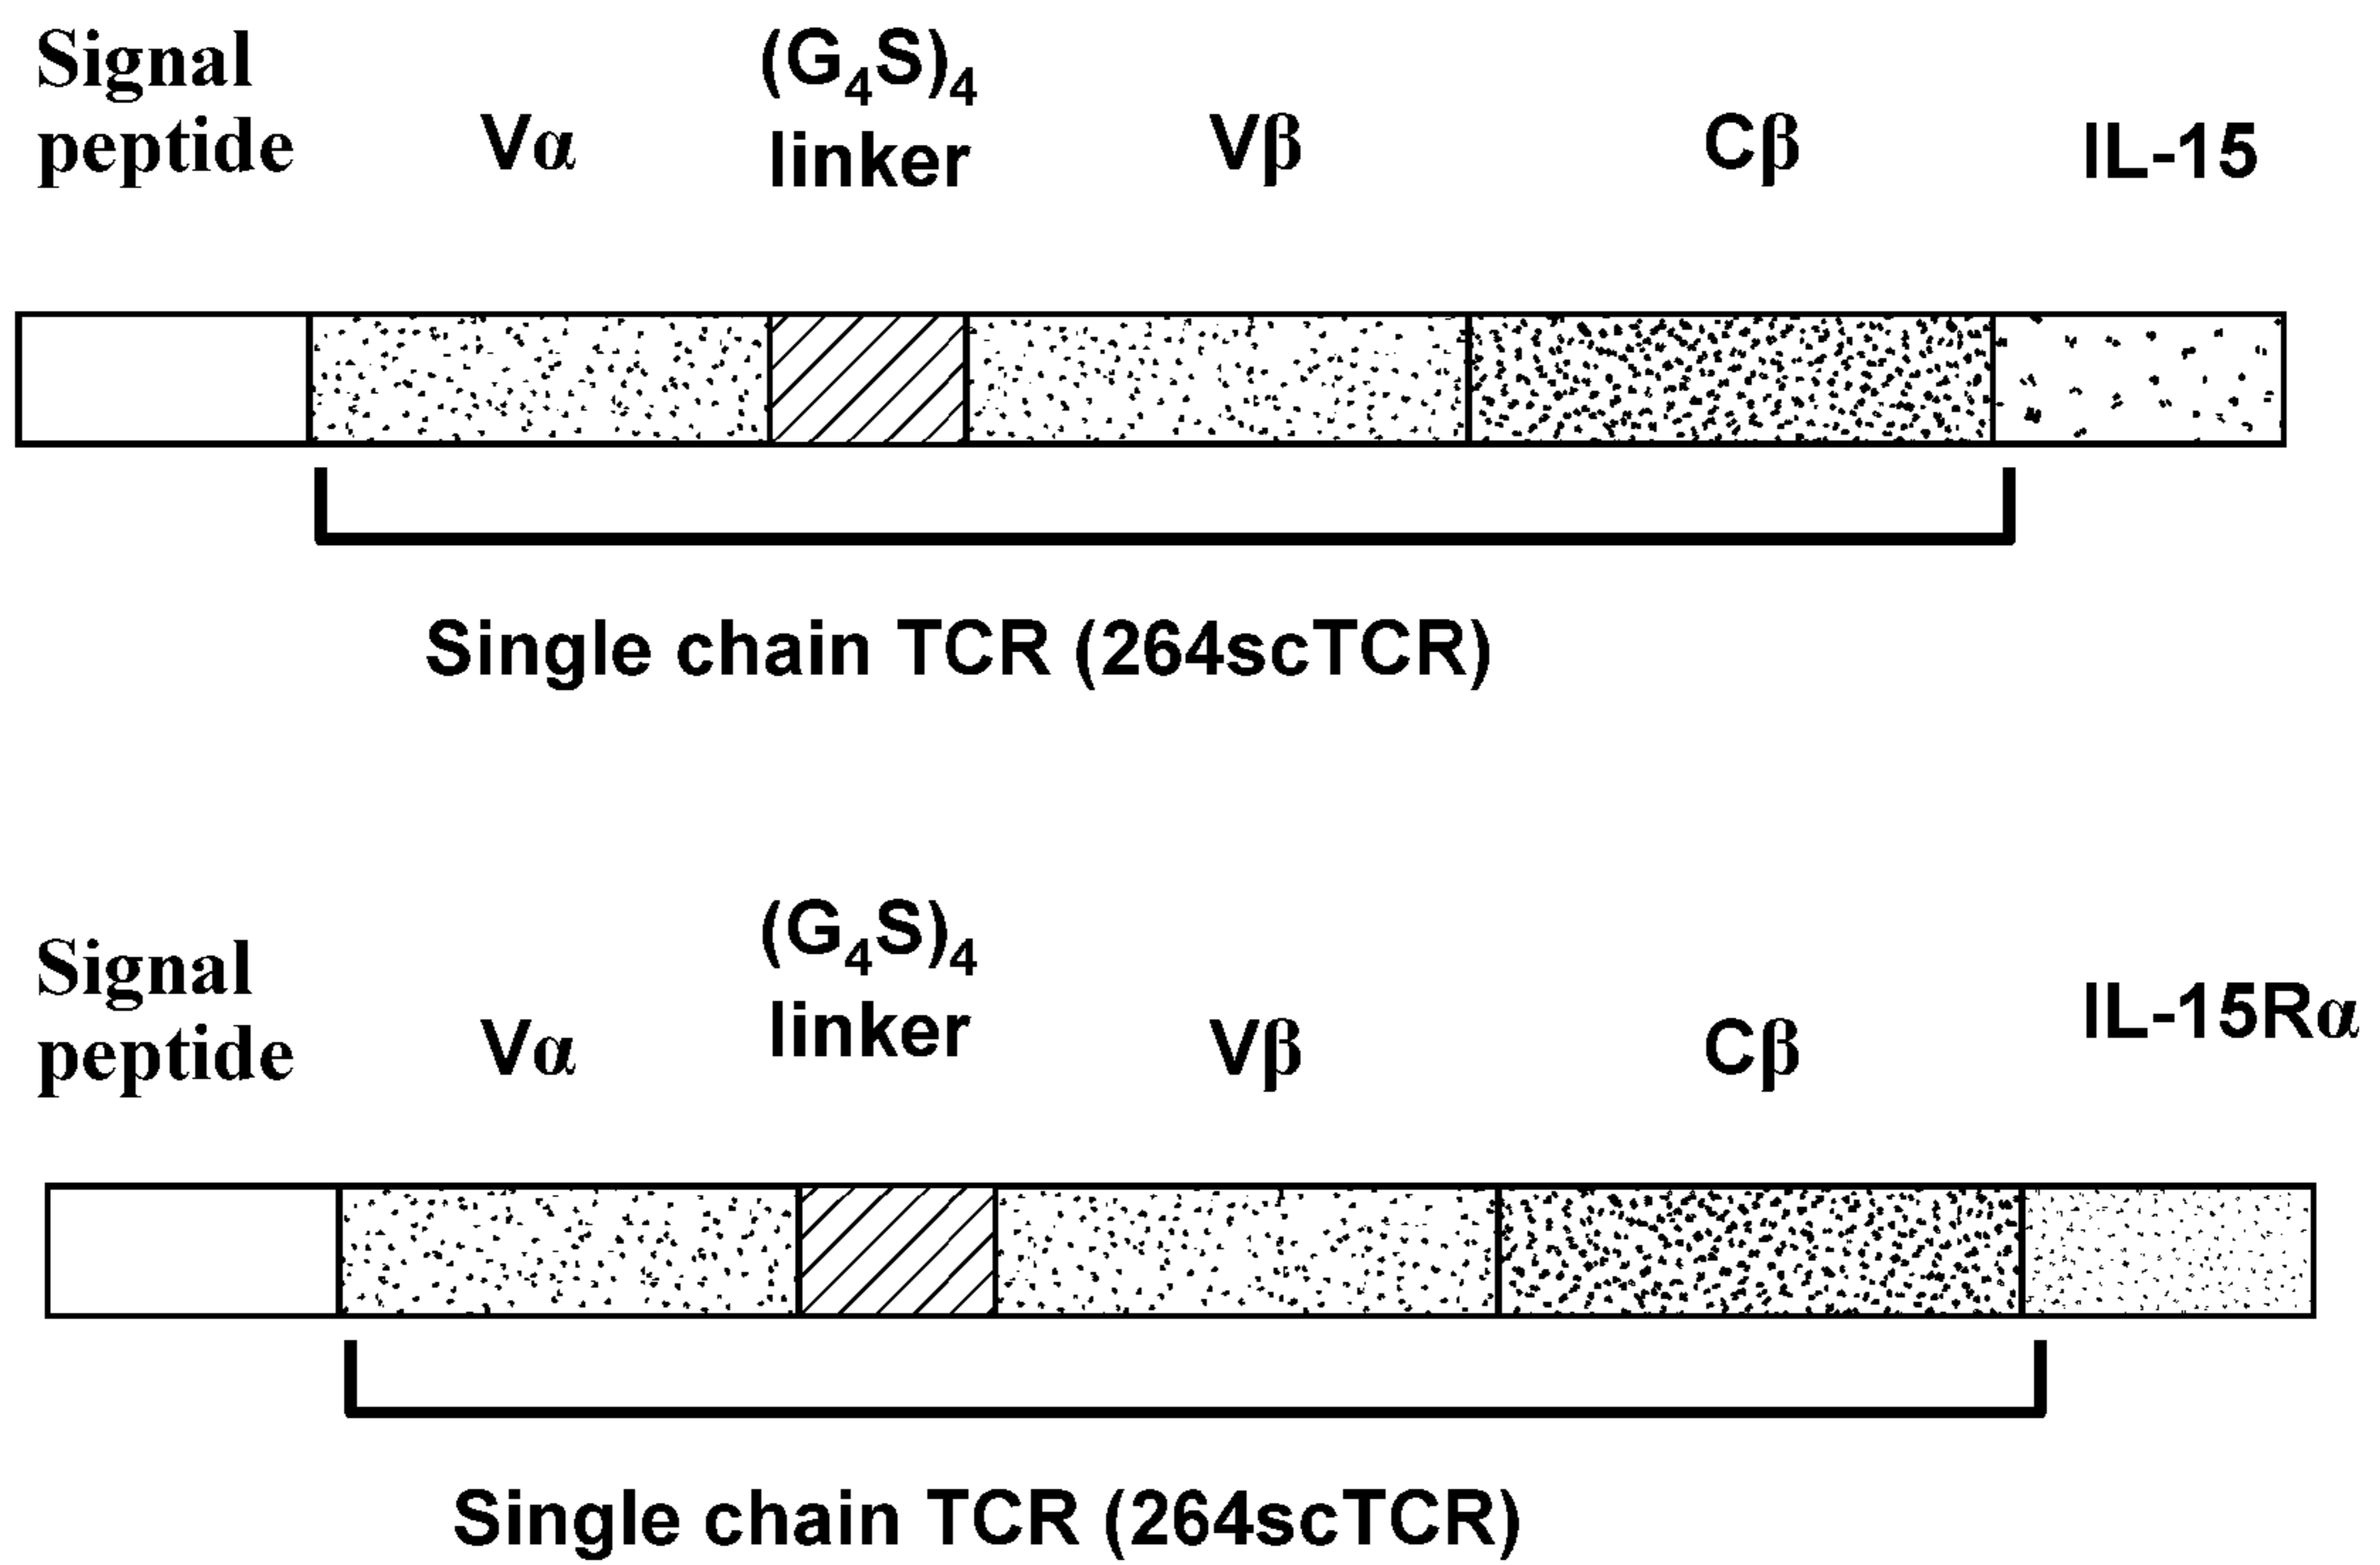 Signal
peptide
Vα
(G₄S)₄
linker
Vβ
Cβ
IL-15
Single chain TCR (264scTCR)
Signal
peptide
Vα
(G₄S)₄
linker
Vβ
Cβ
IL-15Rα
Single chain TCR (264scTCR)